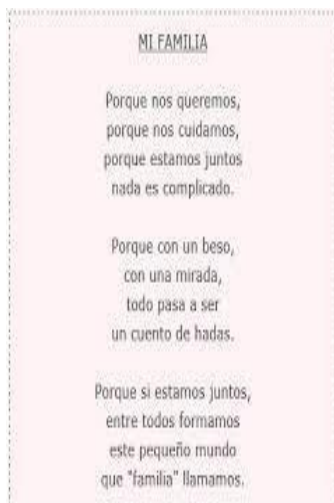 MI FAMILIA
Porque nos queremos,
porque nos cuidamos,
porque estamos juntos
nada es complicado.
Porque con un beso,
con una mirada,
todo pasa a ser
un cuento de hadas.
Porque si estamos juntos,
entre todos formamos
este pequeño mundo
que "familia" llamamos.